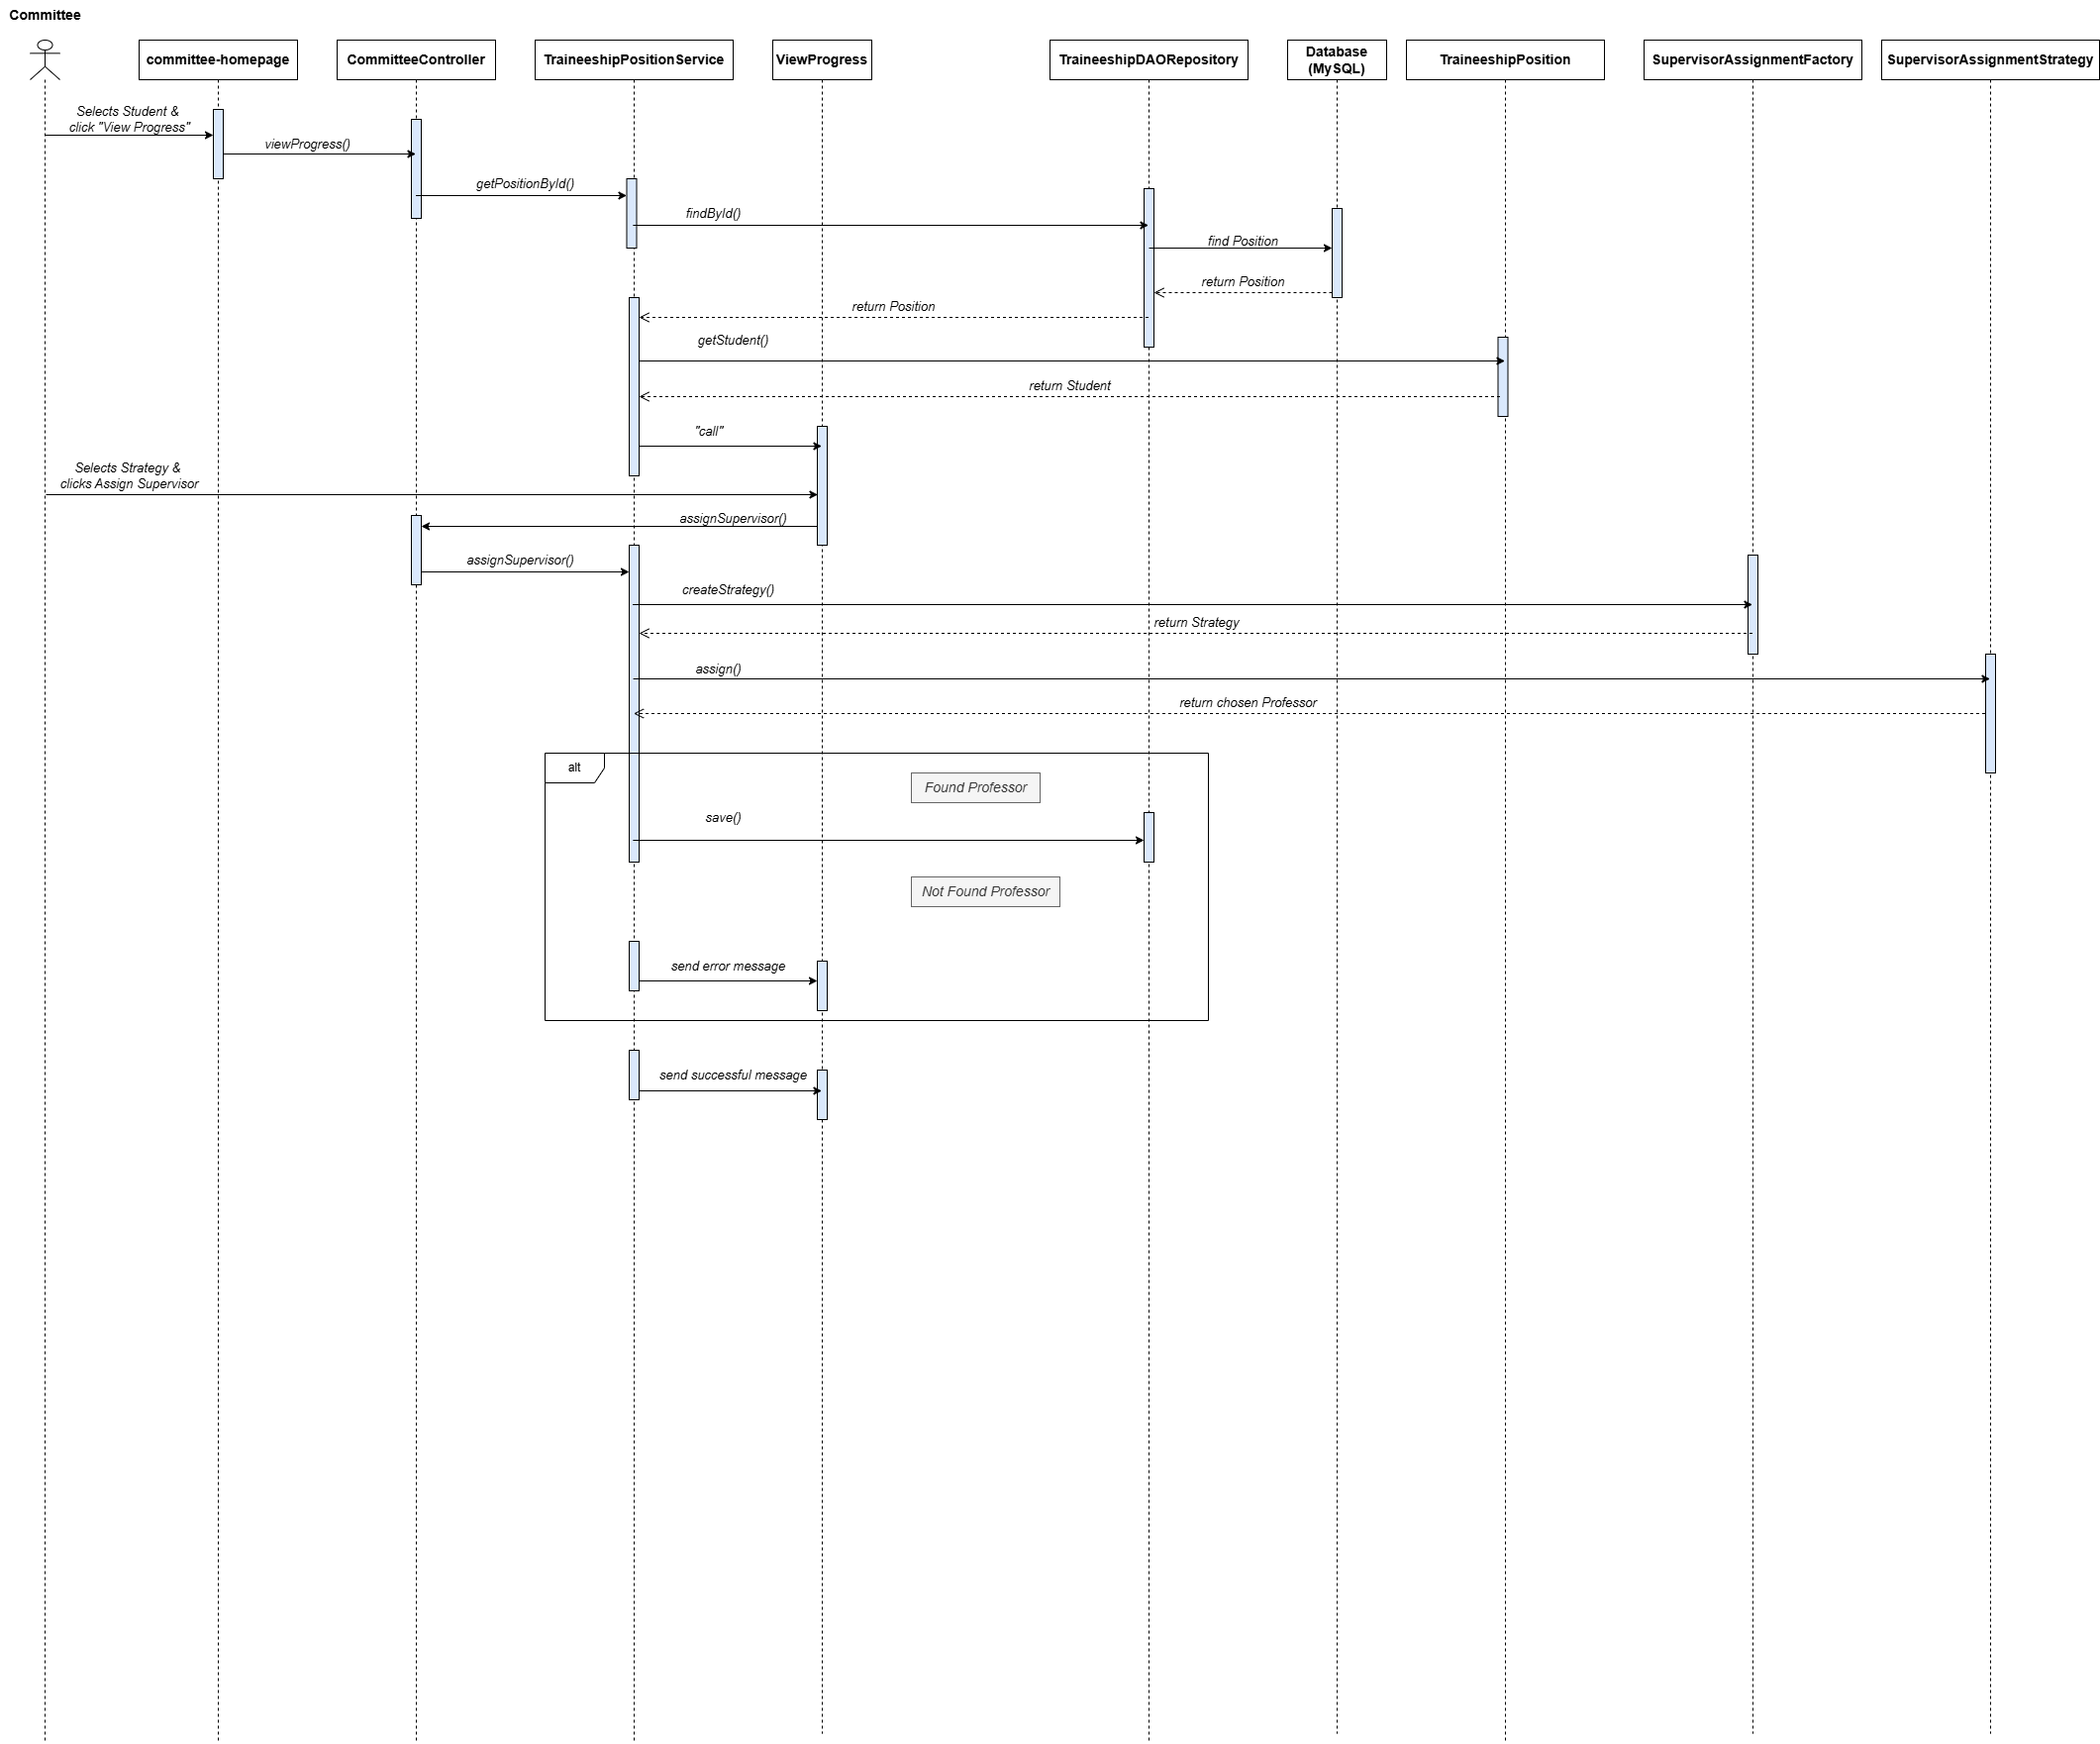 Committee
committee-homepage
CommitteeController
TraineeshipPositionService
ViewProgress
TraineeshipDAORepository
Database
(MySQL)
TraineeshipPosition
SupervisorAssignmentFactory
SupervisorAssignmentStrategy
Selects Student &
click "View Progress"
viewProgress()
getPositionById()
findById()
find Position
return Position
return Position
getStudent()
return Student
"call"
Selects Strategy &
clicks Assign Supervisor
assignSupervisor()
assignSupervisor()
createStrategy()
return Strategy
assign()
return chosen Professor
alt
Found Professor
save()
Not Found Professor
send error message
send successful message